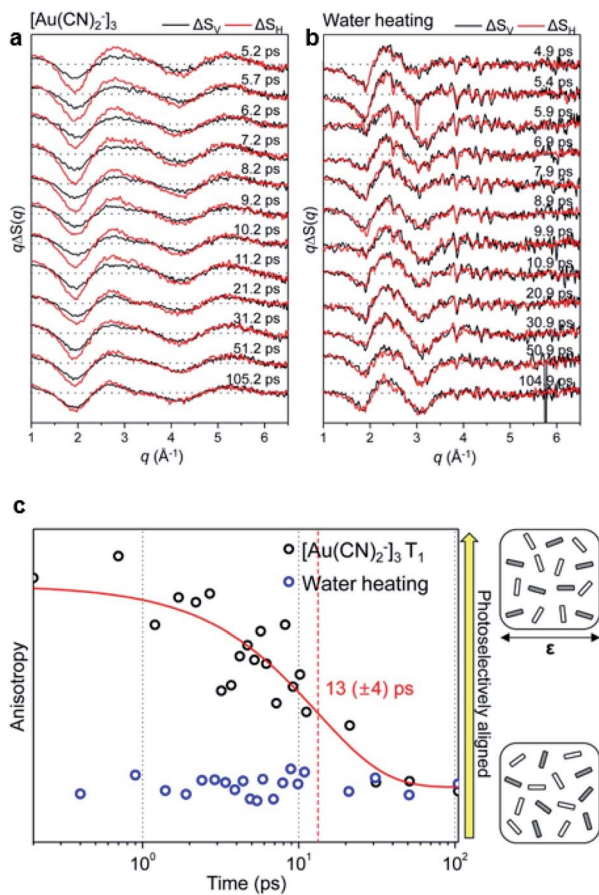 a
[Au(CN)₂⁻]₃
ΔSᵥ
ΔS_H
5.2 ps
5.7 ps
6.2 ps
7.2 ps
8.2 ps
9.2 ps
10.2 ps
11.2 ps
21.2 ps
31.2 ps
51.2 ps
105.2 ps
qΔS(q)
1 2 3 4 5 6
q (Å⁻¹)
b
Water heating
ΔSᵥ
ΔS_H
4.9 ps
5.4 ps
5.9 ps
6.9 ps
7.9 ps
8.9 ps
9.9 ps
10.9 ps
20.9 ps
30.9 ps
50.9 ps
104.9 ps
qΔS(q)
1 2 3 4 5 6
q (Å⁻¹)
c
[Au(CN)₂⁻]₃ T₁
Water heating
13 (±4) ps
Anisotropy
10⁰ 10¹ 10²
Time (ps)
Photoselectively aligned
ε